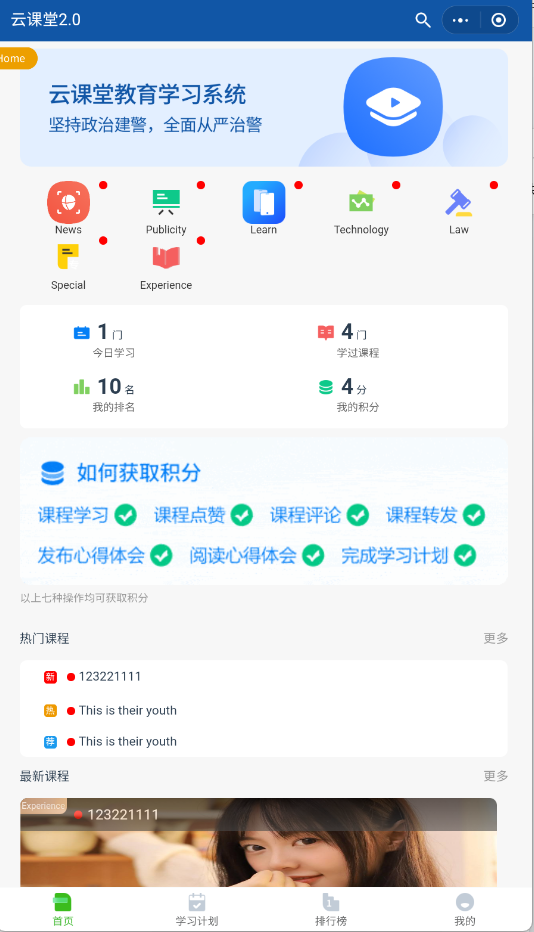 云课堂2.0
Home
云课堂教育学习系统
坚持政治建警，全面从严治警
News Publicity Learn Technology Law
Special Experience
1门 4门
今日学习 学过课程
10名 4分
我的排名 我的积分
如何获取积分
课程学习 课程点赞 课程评论 课程转发
发布心得体会 阅读心得体会 完成学习计划
以上七种操作均可获取积分
热门课程 更多
新 123221111
热 This is their youth
荐 This is their youth
最新课程 更多
Experience 123221111
首页 学习计划 排行榜 我的